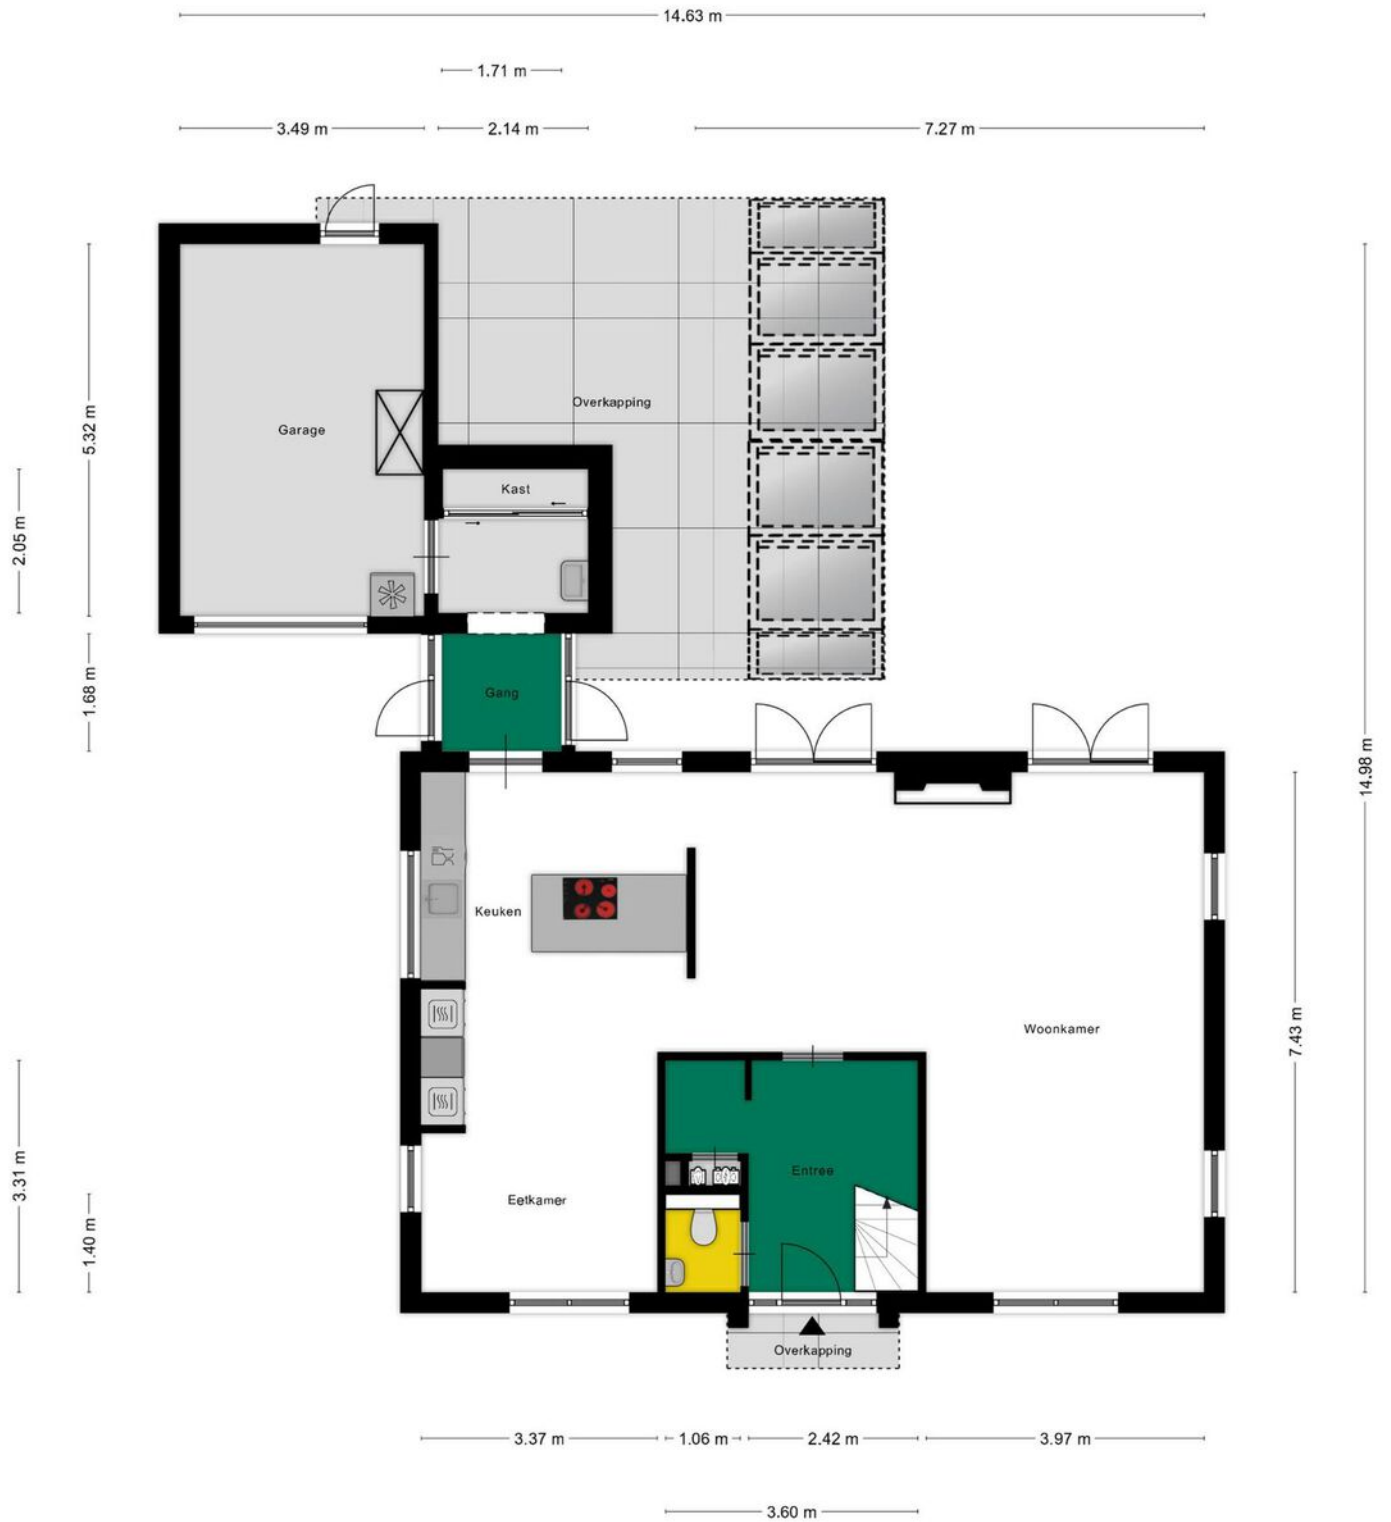 14.63 m
1.71 m
3.49 m
2.14 m
7.27 m
5.32 m
2.05 m
1.68 m
14.98 m
7.43 m
3.31 m
1.40 m
Overkapping
Garage
Kast
Gang
Keuken
Woonkamer
Entree
Eetkamer
Overkapping
3.37 m
1.06 m
2.42 m
3.97 m
3.60 m